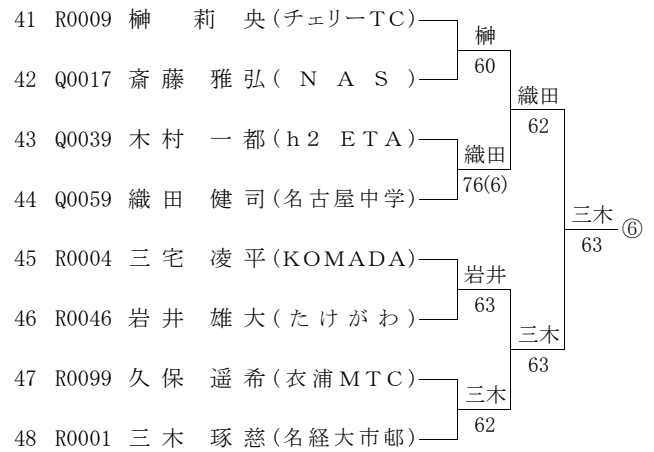 41 R0009 榊 莉 央(チェリーTC)
榊
60
42 Q0017 斎 藤 雅 弘( N A S )
織田
62
43 Q0039 木 村 一 都(h2 ETA)
織田
76(6)
44 Q0059 織 田 健 司(名古屋中学)
三木
63
⑥
45 R0004 三 宅 凌 平(KOMADA)
岩井
63
46 R0046 岩 井 雄 大(たけがわ)
三木
63
47 R0099 久 保 遥 希(衣浦MTC)
三木
62
48 R0001 三 木 琢 慈(名経大市邨)